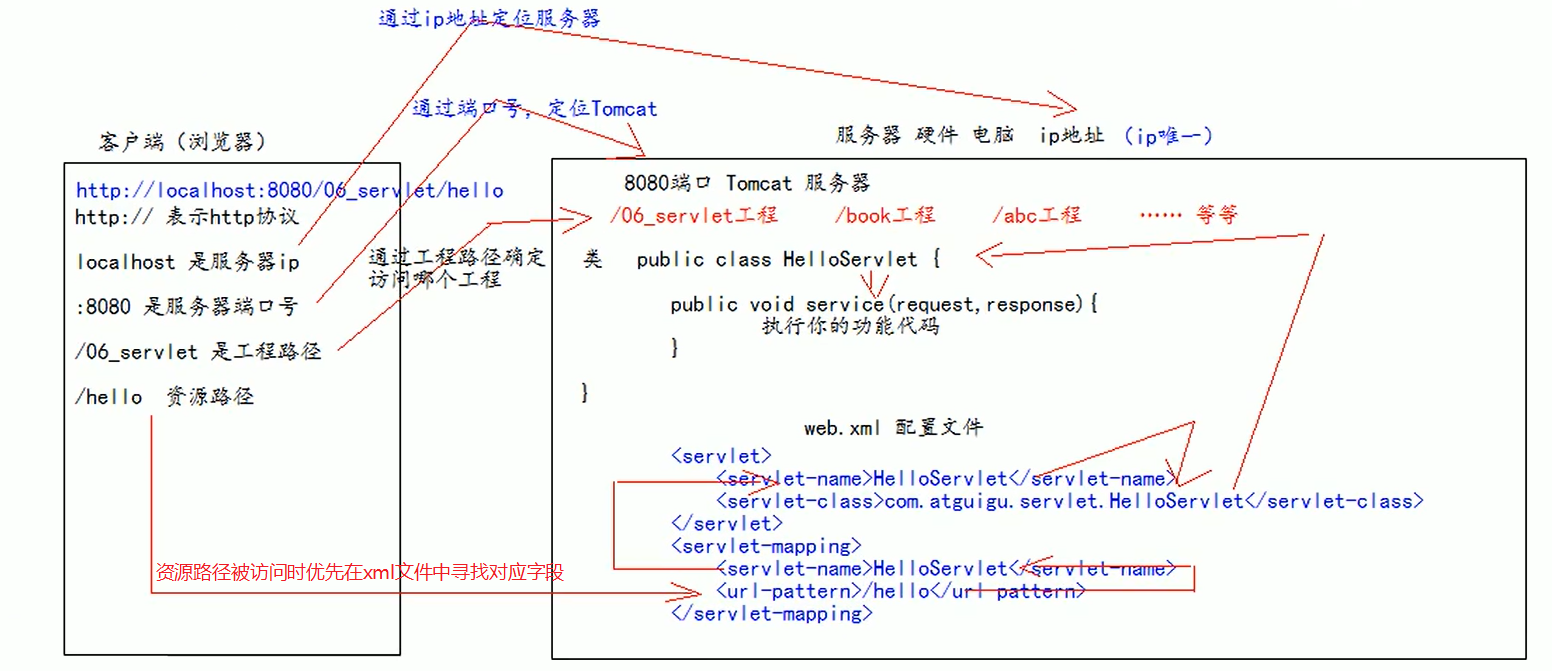 通过ip地址定位服务器
通过端口号，定位Tomcat
客户端（浏览器）
服务器 硬件 电脑 ip地址 （ip唯一）
http://localhost:8080/06_servlet/hello
http:// 表示http协议
localhost 是服务器ip
:8080 是服务器端口号
/06_servlet 是工程路径
/hello 资源路径
通过工程路径确定
访问哪个工程
8080端口 Tomcat 服务器
/06_servlet工程 /book工程 /abc工程 …… 等等
类 public class HelloServlet {
public void service(request,response){
执行你的功能代码
}
}
web.xml 配置文件
<servlet>
<servlet-name>HelloServlet</servlet-name>
<servlet-class>com.atguigu.servlet.HelloServlet</servlet-class>
</servlet>
<servlet-mapping>
<servlet-name>HelloServlet</servlet-name>
<url-pattern>/hello</url-pattern>
</servlet-mapping>
资源路径被访问时优先在xml文件中寻找对应字段